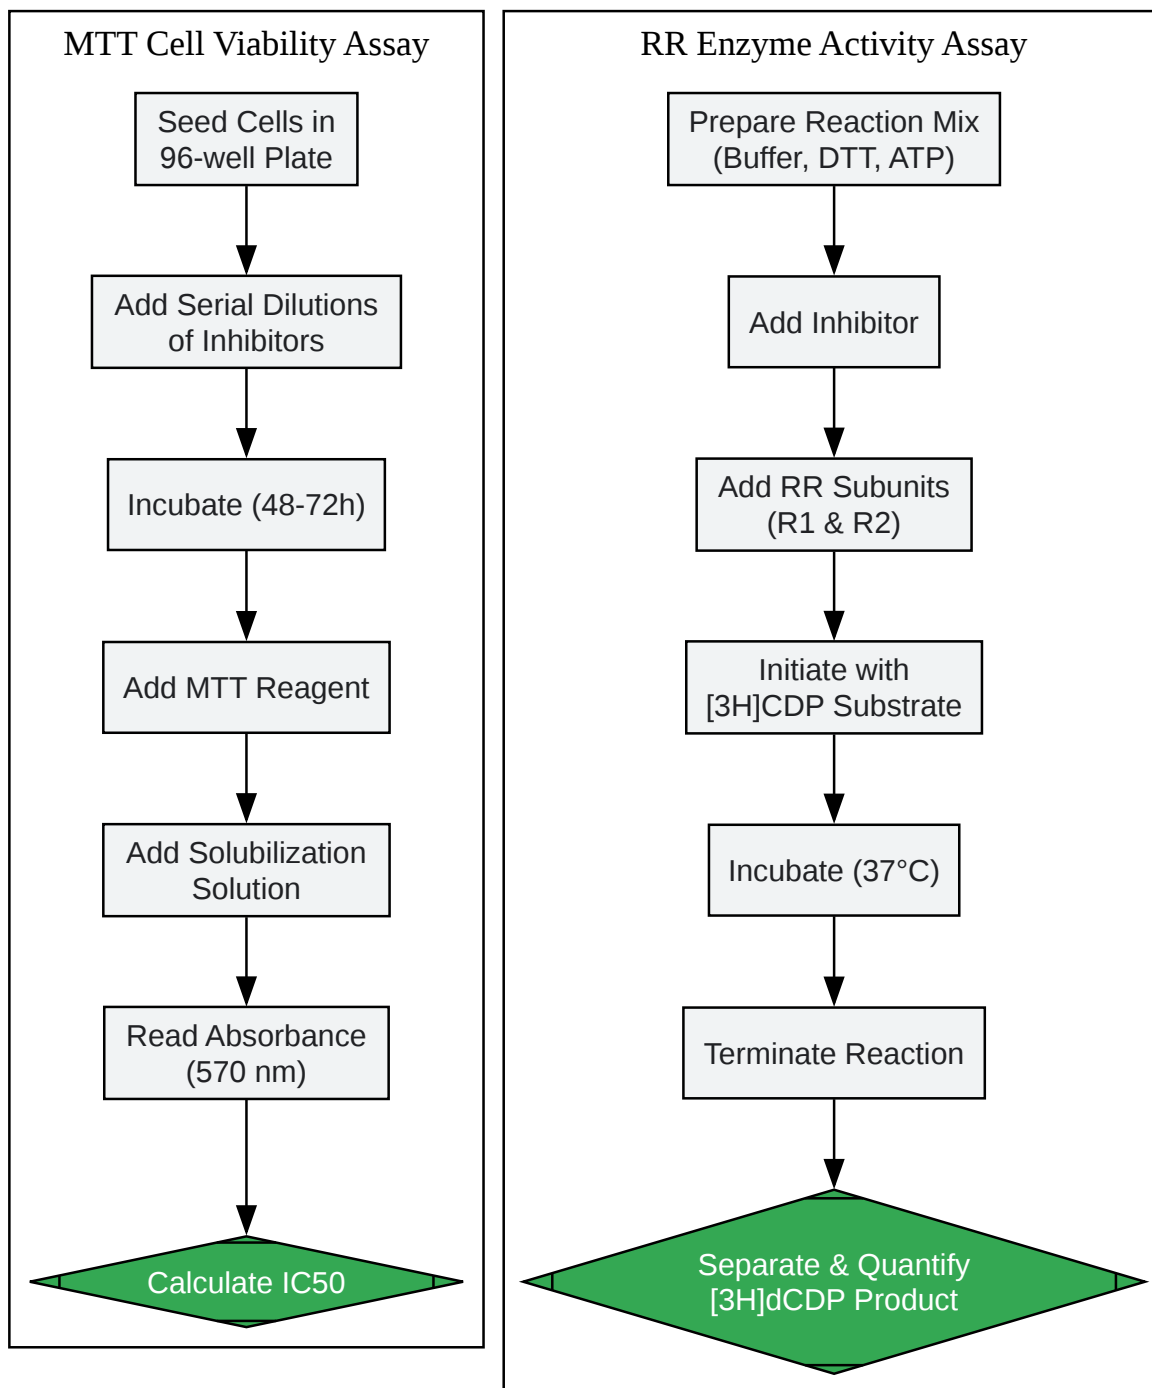 MTT Cell Viability Assay
Seed Cells in
96-well Plate
Add Serial Dilutions
of Inhibitors
Incubate (48-72h)
Add MTT Reagent
Add Solubilization
Solution
Read Absorbance
(570 nm)
Calculate IC50
RR Enzyme Activity Assay
Prepare Reaction Mix
(Buffer, DTT, ATP)
Add Inhibitor
Add RR Subunits
(R1 & R2)
Initiate with
[3H]CDP Substrate
Incubate (37°C)
Terminate Reaction
Separate & Quantify
[3H]dCDP Product